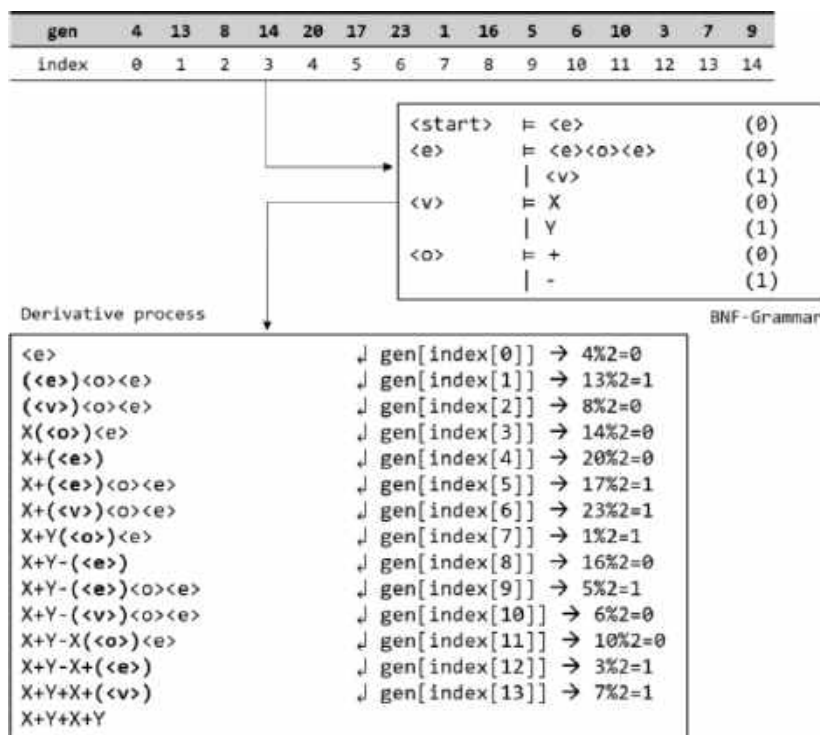 gen 4 13 8 14 20 17 23 1 16 5 6 10 3 7 9
index 0 1 2 3 4 5 6 7 8 9 10 11 12 13 14
<start> ⊨ <e> (0)
<e> ⊨ <e><o><e> (0)
| <v> (1)
<v> ⊨ X (0)
| Y (1)
<o> ⊨ + (0)
| - (1)
Derivative process BNF-Grammar
<e> ↲ gen[index[0]] → 4%2=0
(<e>)<o><e> ↲ gen[index[1]] → 13%2=1
(<v>)<o><e> ↲ gen[index[2]] → 8%2=0
X(<o>)<e> ↲ gen[index[3]] → 14%2=0
X+(<e>) ↲ gen[index[4]] → 20%2=0
X+(<e>)<o><e> ↲ gen[index[5]] → 17%2=1
X+(<v>)<o><e> ↲ gen[index[6]] → 23%2=1
X+Y(<o>)<e> ↲ gen[index[7]] → 1%2=1
X+Y-(<e>) ↲ gen[index[8]] → 16%2=0
X+Y-(<e>)<o><e> ↲ gen[index[9]] → 5%2=1
X+Y-(<v>)<o><e> ↲ gen[index[10]] → 6%2=0
X+Y-X(<o>)<e> ↲ gen[index[11]] → 10%2=0
X+Y-X+(<e>) ↲ gen[index[12]] → 3%2=1
X+Y+X+(<v>) ↲ gen[index[13]] → 7%2=1
X+Y+X+Y